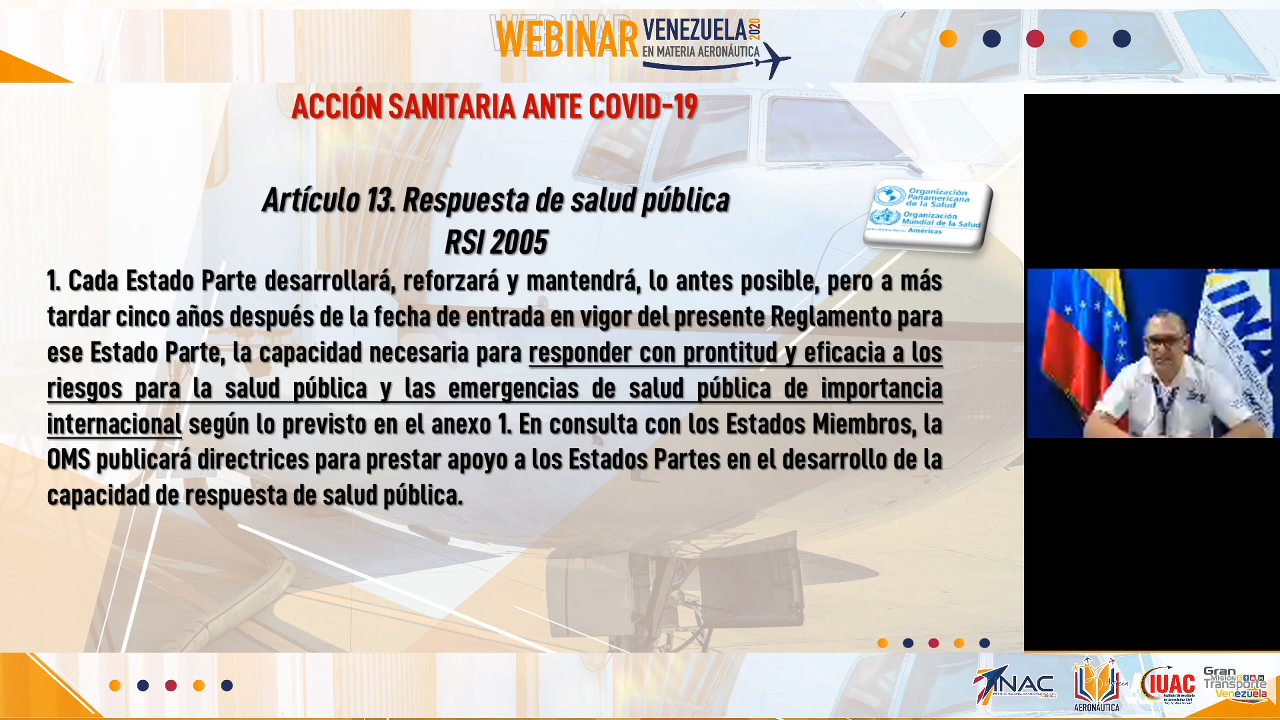 WEBINAR VENEZUELA 2020
EN MATERIA AERONÁUTICA
ACCIÓN SANITARIA ANTE COVID-19
Artículo 13. Respuesta de salud pública
RSI 2005
Organización
Panamericana
de la Salud
Organización
Mundial de la Salud
Américas
1. Cada Estado Parte desarrollará, reforzará y mantendrá, lo antes posible, pero a más
tardar cinco años después de la fecha de entrada en vigor del presente Reglamento para
ese Estado Parte, la capacidad necesaria para responder con prontitud y eficacia a los
riesgos para la salud pública y las emergencias de salud pública de importancia
internacional según lo previsto en el anexo 1. En consulta con los Estados Miembros, la
OMS publicará directrices para prestar apoyo a los Estados Partes en el desarrollo de la
capacidad de respuesta de salud pública.
INAC
AERONÁUTICA
IUAC
Gran
Misión
Transporte
Venezuela